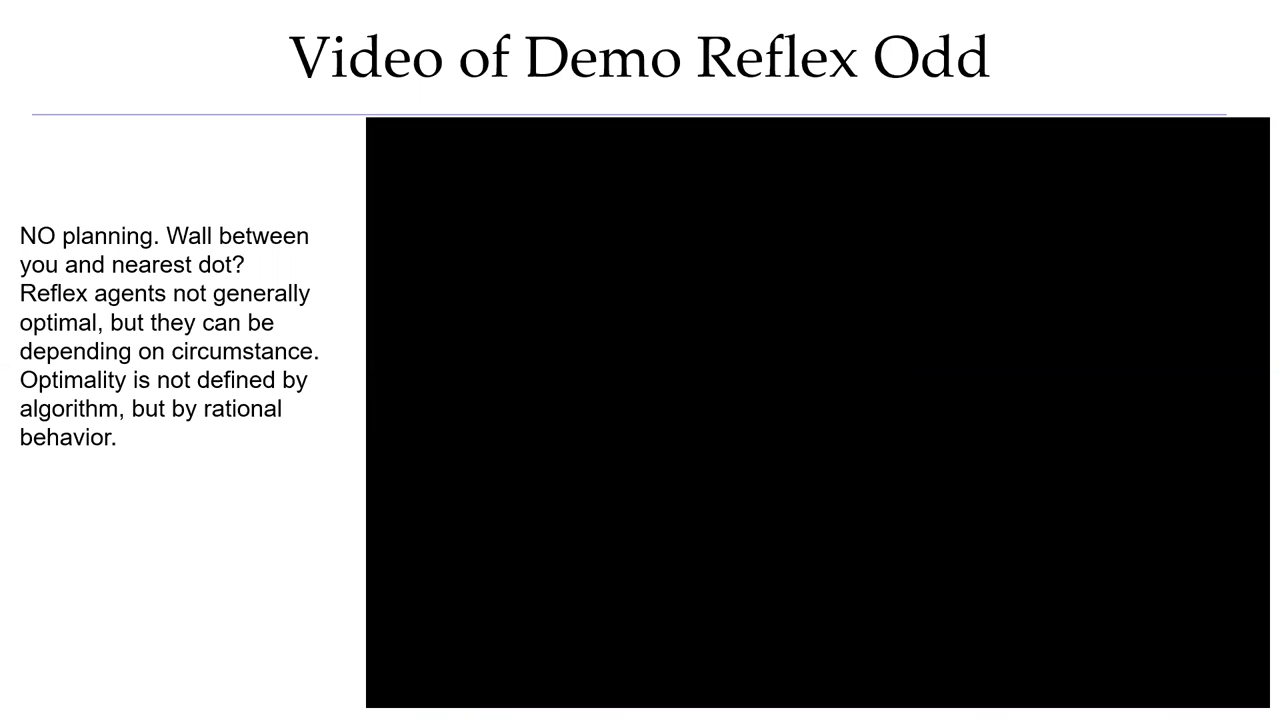 Video of Demo Reflex Odd
NO planning. Wall between
you and nearest dot?
Reflex agents not generally
optimal, but they can be
depending on circumstance.
Optimality is not defined by
algorithm, but by rational
behavior.